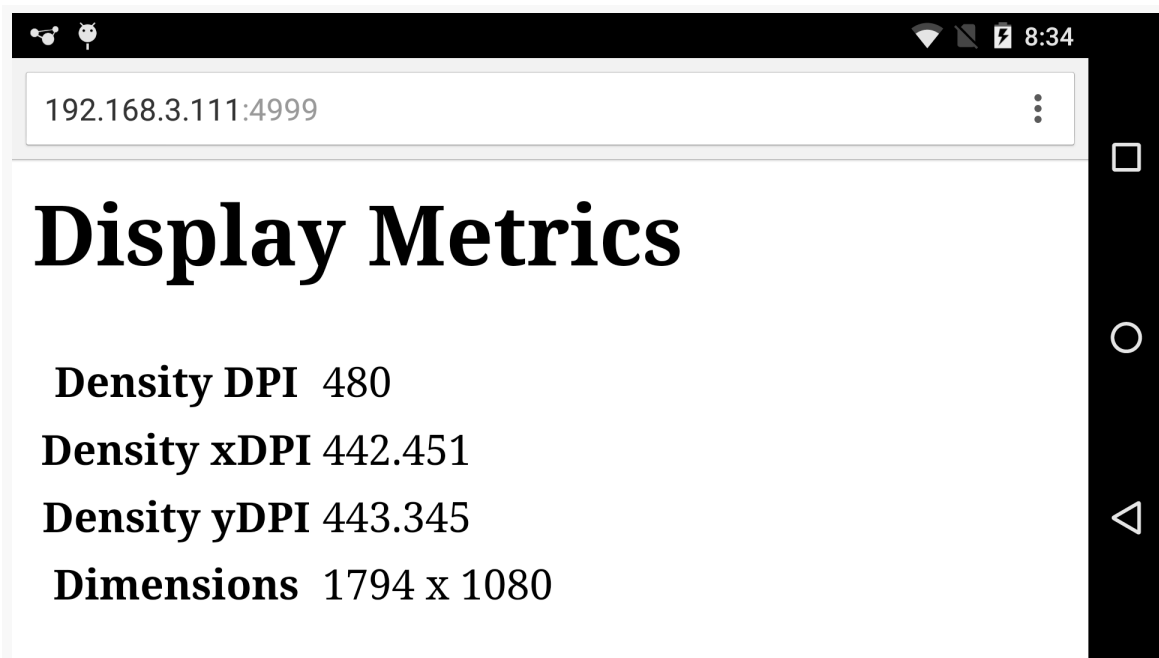 8:34
192.168.3.111:4999
Display Metrics
Density DPI 480
Density xDPI 442.451
Density yDPI 443.345
Dimensions 1794 x 1080